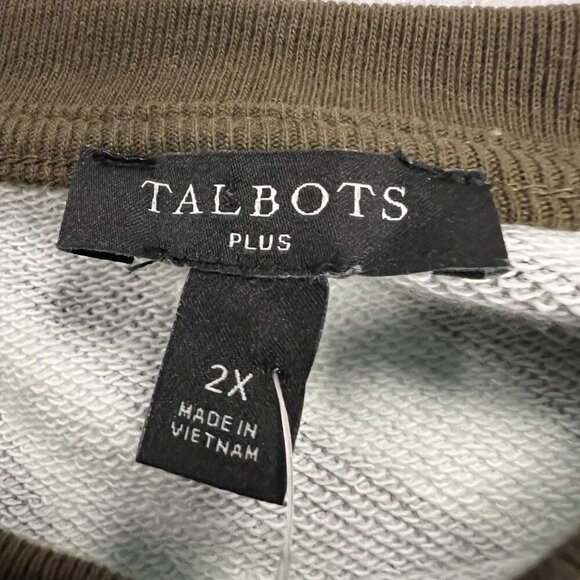 TALBOTS
PLUS
2X
MADE IN
VIETNAM